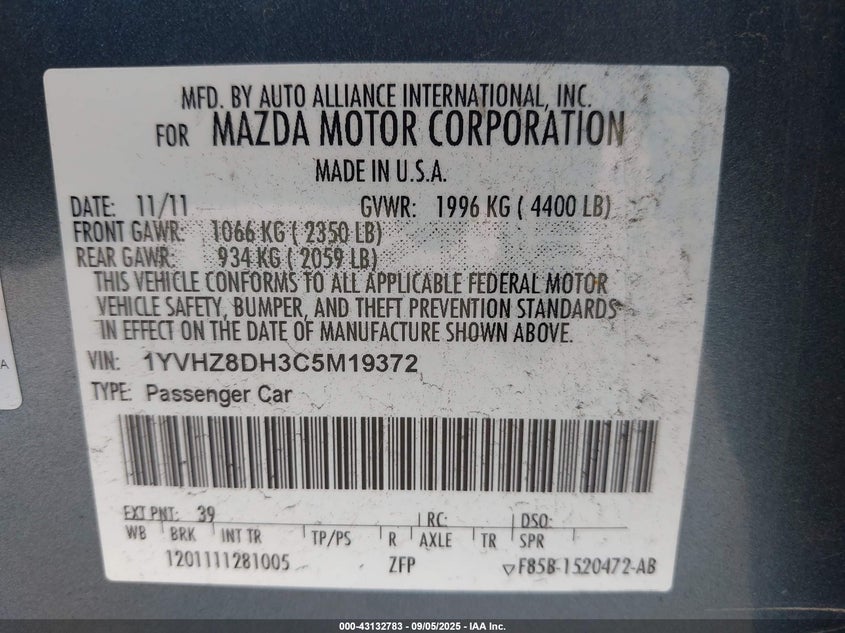 MFD. BY AUTO ALLIANCE INTERNATIONAL, INC.
FOR MAZDA MOTOR CORPORATION
MADE IN U.S.A.
DATE: 11/11 GVWR: 1996 KG ( 4400 LB)
FRONT GAWR: 1066 KG ( 2350 LB)
REAR GAWR: 934 KG ( 2059 LB)
THIS VEHICLE CONFORMS TO ALL APPLICABLE FEDERAL MOTOR
VEHICLE SAFETY, BUMPER, AND THEFT PREVENTION STANDARDS
IN EFFECT ON THE DATE OF MANUFACTURE SHOWN ABOVE.
VIN: 1YVHZ8DH3C5M19372
TYPE: Passenger Car
EXT PNT: 39 RC: DSO:
WB BRK INT TR TP/PS R AXLE TR SPR
1201111281005 ZFP ▽F85B-1520472-AB
A
000-43132783 - 09/05/2025 - IAA Inc.